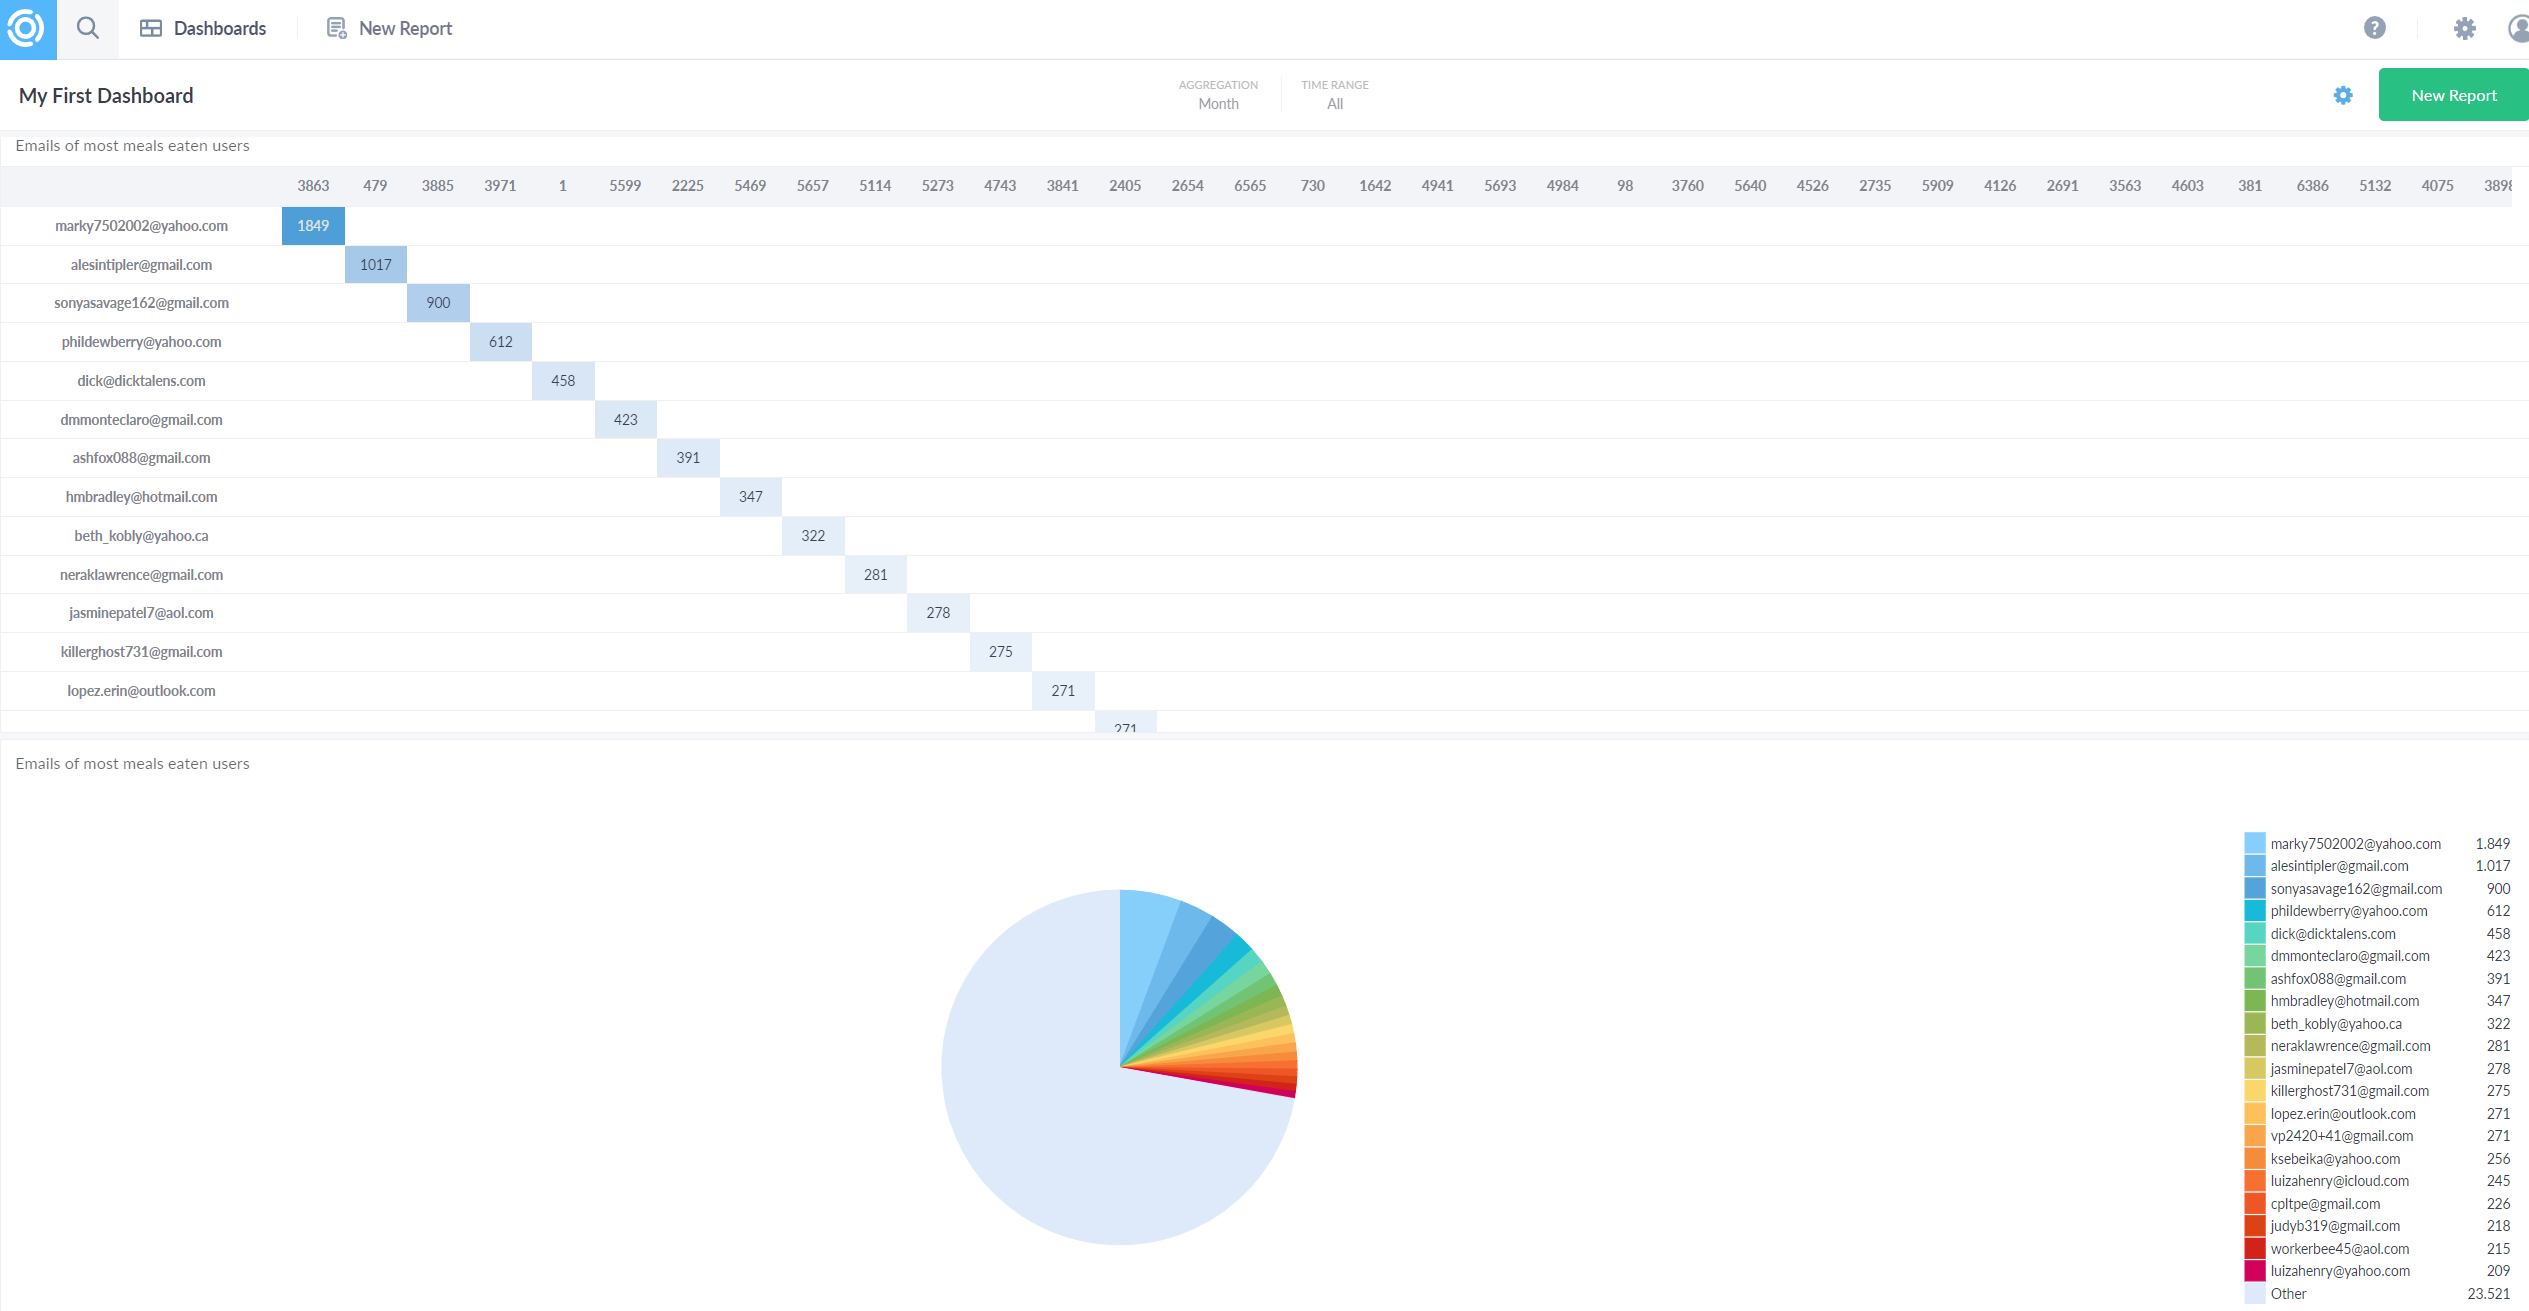 Dashboards New Report
My First Dashboard
AGGREGATION TIME RANGE
Month All
New Report
Emails of most meals eaten users
3863 479 3885 3971 1 5599 2225 5469 5657 5114 5273 4743 3841 2405 2654 6565 730 1642 4941 5693 4984 98 3760 5640 4526 2735 5909 4126 2691 3563 4603 381 6386 5132 4075 3898
marky7502002@yahoo.com 1849
alesintipler@gmail.com 1017
sonyasavage162@gmail.com 900
phildewberry@yahoo.com 612
dick@dicktalens.com 458
dmmonteclaro@gmail.com 423
ashfox088@gmail.com 391
hmbradley@hotmail.com 347
beth_kobly@yahoo.ca 322
neraklawrence@gmail.com 281
jasminepatel7@aol.com 278
killerghost731@gmail.com 275
lopez.erin@outlook.com 271
271
Emails of most meals eaten users
marky7502002@yahoo.com 1.849
alesintipler@gmail.com 1.017
sonyasavage162@gmail.com 900
phildewberry@yahoo.com 612
dick@dicktalens.com 458
dmmonteclaro@gmail.com 423
ashfox088@gmail.com 391
hmbradley@hotmail.com 347
beth_kobly@yahoo.ca 322
neraklawrence@gmail.com 281
jasminepatel7@aol.com 278
killerghost731@gmail.com 275
lopez.erin@outlook.com 271
vp2420+41@gmail.com 271
ksebeika@yahoo.com 256
luizahenry@icloud.com 245
cpltpe@gmail.com 226
judyb319@gmail.com 218
workerbee45@aol.com 215
luizahenry@yahoo.com 209
Other 23.521